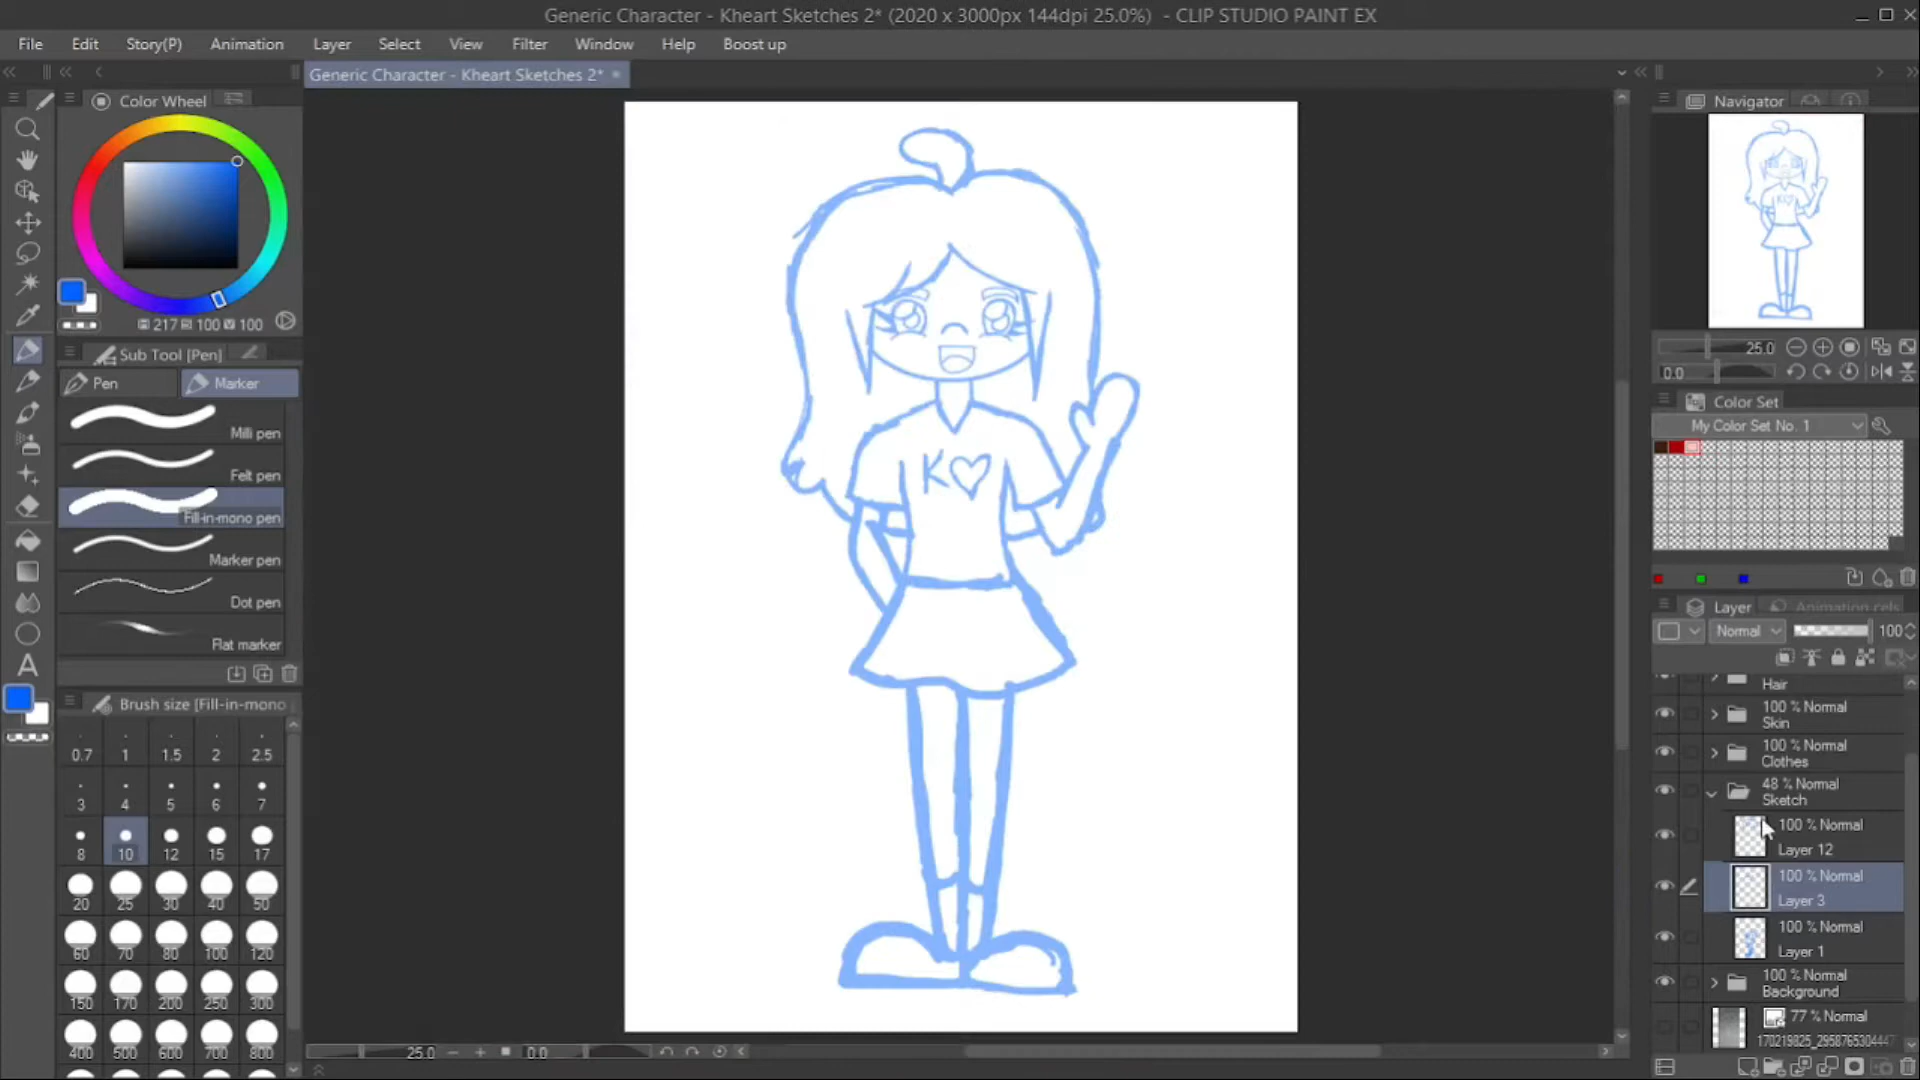 Generic Character - Kheart Sketches 2* (2020 x 3000px 144dpi 25.0%) - CLIP STUDIO PAINT EX
File Edit Story(P) Animation Layer Select View Filter Window Help Boost up
Generic Character - Kheart Sketches 2*
Color Wheel
217 100 V 100
Sub Tool [Pen]
Pen Marker
Milli pen
Felt pen
Fill-in-mono pen
Marker pen
Dot pen
Flat marker
Brush size [Fill-in-mono
0.7 1 1.5 2 2.5
3 4 5 6 7
8 10 12 15 17
20 25 30 40 50
60 70 80 100 120
150 170 200 250 300
400 500 600 700 800
K
25.0 0.0
Navigator
25.0
0.0
Color Set
My Color Set No. 1
Layer Animation cels
Normal 100
Hair
100 % Normal
Skin
100 % Normal
Clothes
48 % Normal
Sketch
100 % Normal
Layer 12
100 % Normal
Layer 3
100 % Normal
Layer 1
100 % Normal
Background
77 % Normal